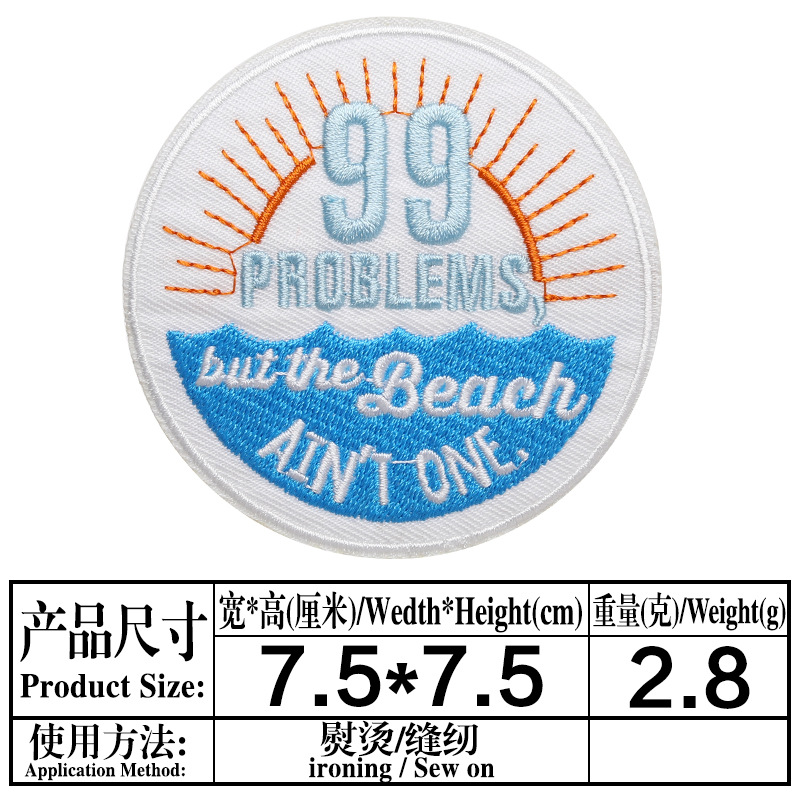 99
PROBLEMS,
but the Beach
AIN'T ONE.
产品尺寸
Product Size:
宽*高(厘米)/Wedth*Height(cm)
重量(克)/Weight(g)
7.5*7.5
2.8
使用方法:
Application Method:
熨烫/缝纫
ironing / Sew on